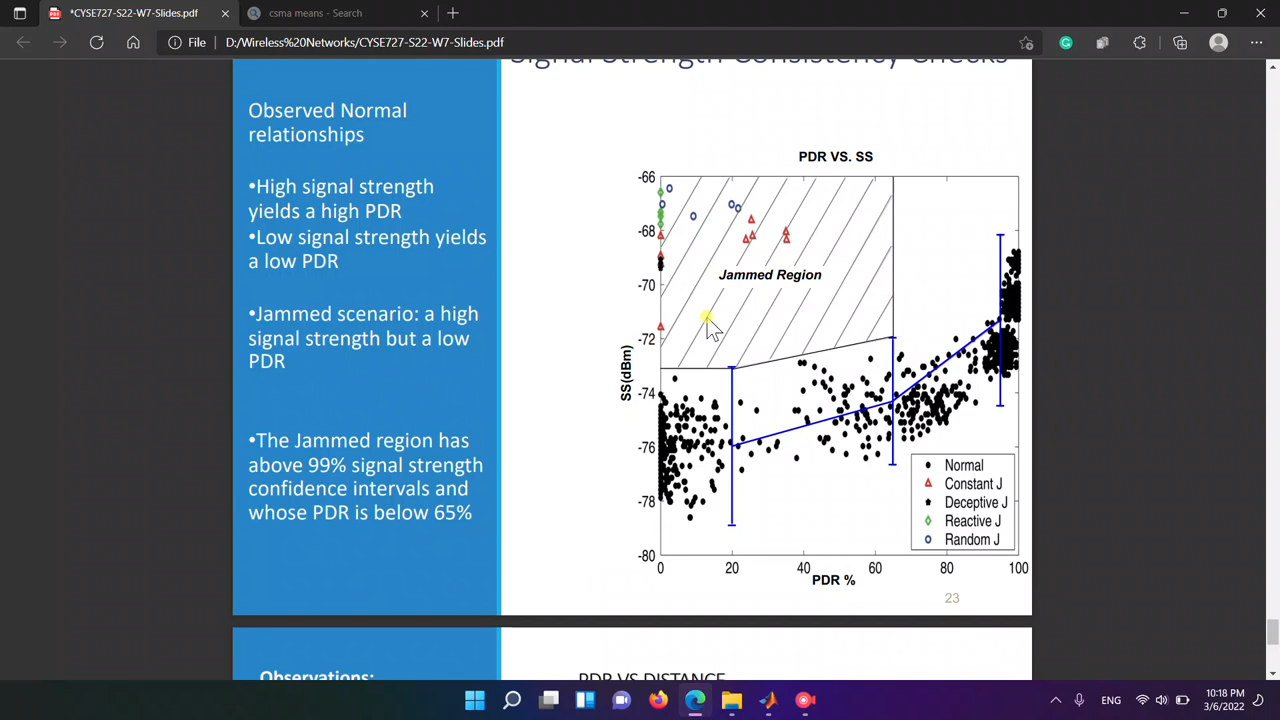 *CYSE727-S22-W7-Slides.pdf
csma means - Search
File
D:/Wireless%20Networks/CYSE727-S22-W7-Slides.pdf
Signal Strength Consistency Checks
Observed Normal
relationships
•High signal strength
yields a high PDR
•Low signal strength yields
a low PDR
•Jammed scenario: a high
signal strength but a low
PDR
•The Jammed region has
above 99% signal strength
confidence intervals and
whose PDR is below 65%
PDR VS. SS
-66
-68
-70
-72
-74
-76
-78
-80
SS(dBm)
Jammed Region
Normal
Constant J
Deceptive J
Reactive J
Random J
0 20 40 60 80 100
PDR %
23
Observations:
PDR VS DISTANCE
ENG
10:18 PM
3/6/2022